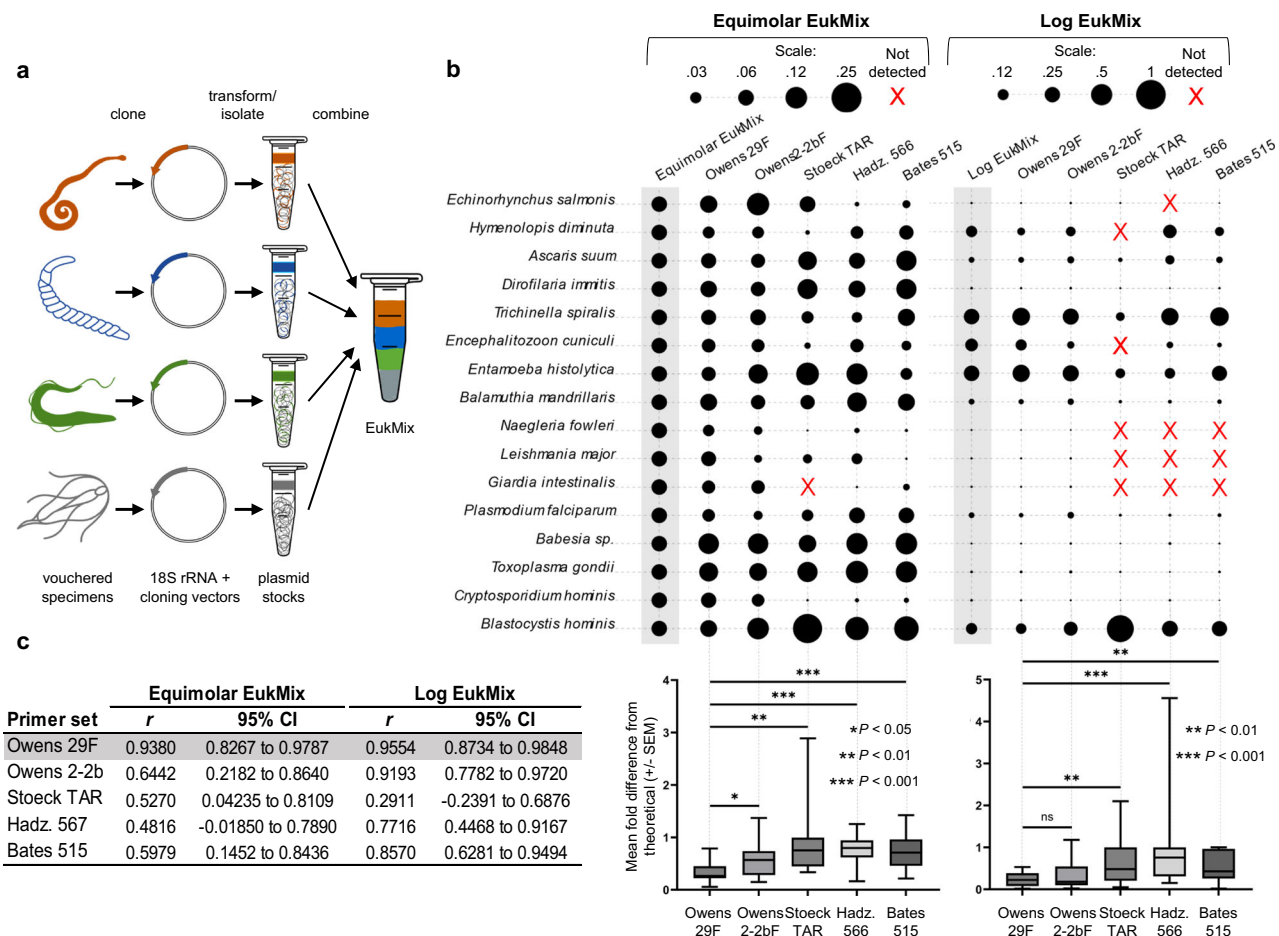 a
clone
transform/
isolate
combine
EukMix
vouchered
specimens
18S rRNA +
cloning vectors
plasmid
stocks
b
Equimolar EukMix
Scale:
.03 .06 .12 .25
Not
detected
X
Log EukMix
Scale:
.12 .25 .5 1
Not
detected
X
Equimolar EukMix
Owens 29F
Owens 2-2bF
Stoeck TAR
Hadz. 566
Bates 515
Log EukMix
Owens 29F
Owens 2-2bF
Stoeck TAR
Hadz. 566
Bates 515
Echinorhynchus salmonis X
Hymenolopis diminuta X
Ascaris suum
Dirofilaria immitis
Trichinella spiralis
Encephalitozoon cuniculi X
Entamoeba histolytica
Balamuthia mandrillaris
Naegleria fowleri X X X
Leishmania major X X X
Giardia intestinalis X X X X
Plasmodium falciparum
Babesia sp.
Toxoplasma gondii
Cryptosporidium hominis
Blastocystis hominis
Mean fold difference from
theoretical (+/- SEM)
4
3
2
1
0
***
***
**
*
* P < 0.05
** P < 0.01
*** P < 0.001
Owens
29F
Owens
2-2bF
Stoeck
TAR
Hadz.
566
Bates
515
5
4
3
2
1
0
**
***
**
ns
** P < 0.01
*** P < 0.001
Owens
29F
Owens
2-2bF
Stoeck
TAR
Hadz.
566
Bates
515
c
Equimolar EukMix Log EukMix
Primer set r 95% CI r 95% CI
Owens 29F 0.9380 0.8267 to 0.9787 0.9554 0.8734 to 0.9848
Owens 2-2b 0.6442 0.2182 to 0.8640 0.9193 0.7782 to 0.9720
Stoeck TAR 0.5270 0.04235 to 0.8109 0.2911 -0.2391 to 0.6876
Hadz. 567 0.4816 -0.01850 to 0.7890 0.7716 0.4468 to 0.9167
Bates 515 0.5979 0.1452 to 0.8436 0.8570 0.6281 to 0.9494